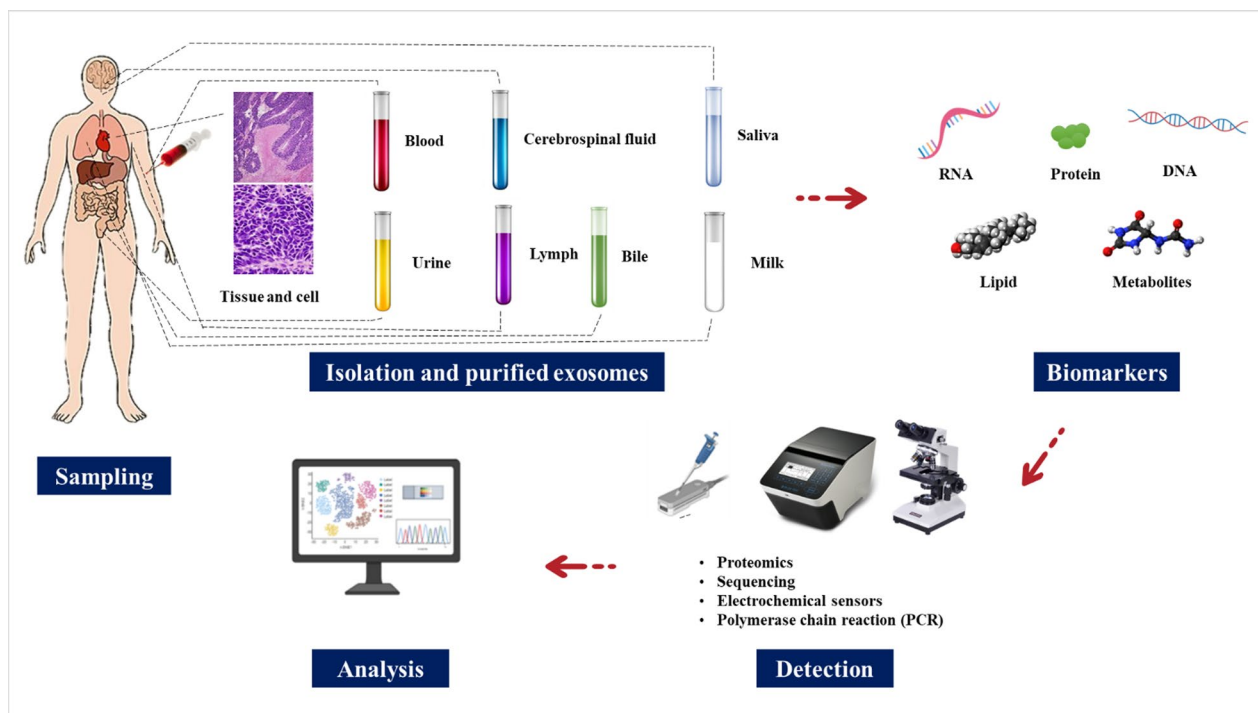 Blood
Cerebrospinal fluid
Saliva
Urine
Lymph
Bile
Milk
Tissue and cell
Isolation and purified exosomes
Sampling
RNA
Protein
DNA
Lipid
Metabolites
Biomarkers
• Proteomics
• Sequencing
• Electrochemical sensors
• Polymerase chain reaction (PCR)
Detection
Analysis